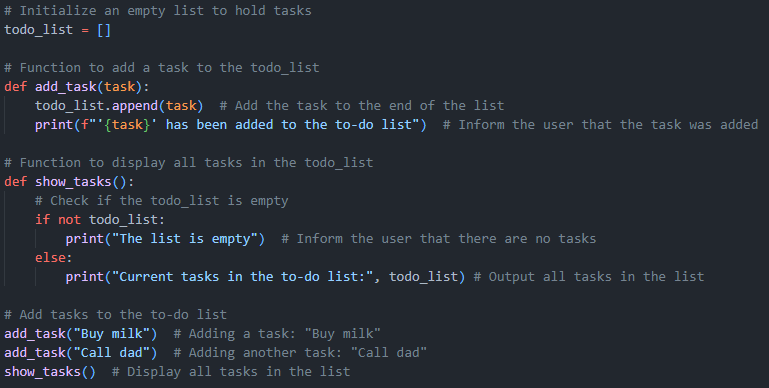 # Initialize an empty list to hold tasks
todo_list = []
# Function to add a task to the todo_list
def add_task(task):
    todo_list.append(task)  # Add the task to the end of the list
    print(f"'{task}' has been added to the to-do list")  # Inform the user that the task was added
# Function to display all tasks in the todo_list
def show_tasks():
    # Check if the todo_list is empty
    if not todo_list:
        print("The list is empty")  # Inform the user that there are no tasks
    else:
        print("Current tasks in the to-do list:", todo_list) # Output all tasks in the list
# Add tasks to the to-do list
add_task("Buy milk")  # Adding a task: "Buy milk"
add_task("Call dad")  # Adding another task: "Call dad"
show_tasks()  # Display all tasks in the list